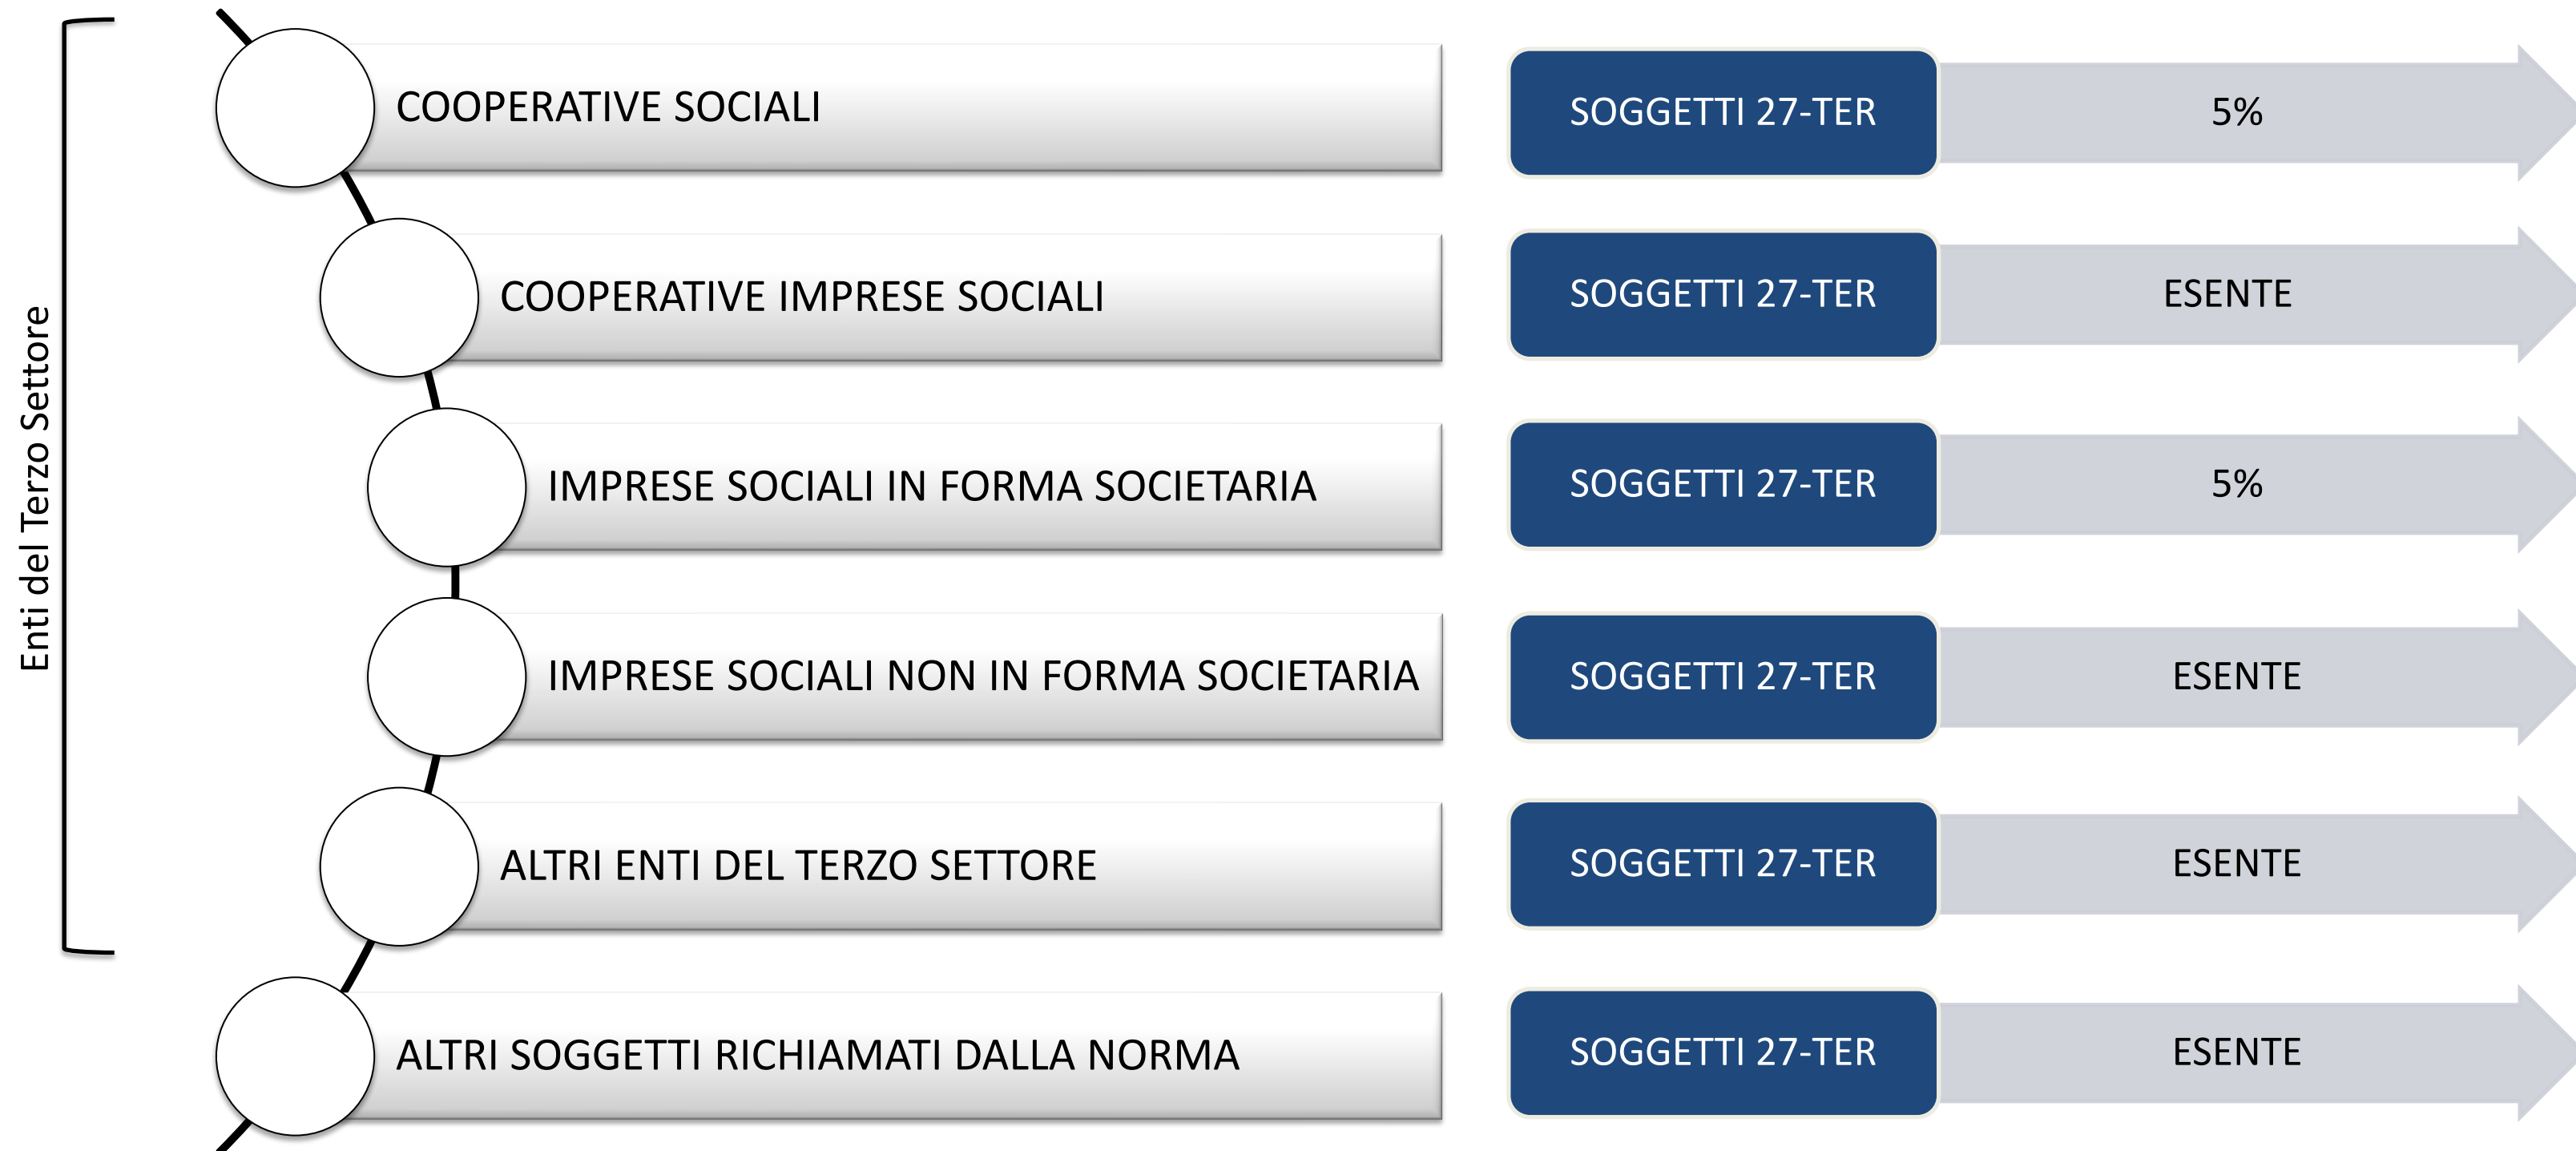 Enti del Terzo Settore
COOPERATIVE SOCIALI
SOGGETTI 27-TER
5%
COOPERATIVE IMPRESE SOCIALI
SOGGETTI 27-TER
ESENTE
IMPRESE SOCIALI IN FORMA SOCIETARIA
SOGGETTI 27-TER
5%
IMPRESE SOCIALI NON IN FORMA SOCIETARIA
SOGGETTI 27-TER
ESENTE
ALTRI ENTI DEL TERZO SETTORE
SOGGETTI 27-TER
ESENTE
ALTRI SOGGETTI RICHIAMATI DALLA NORMA
SOGGETTI 27-TER
ESENTE